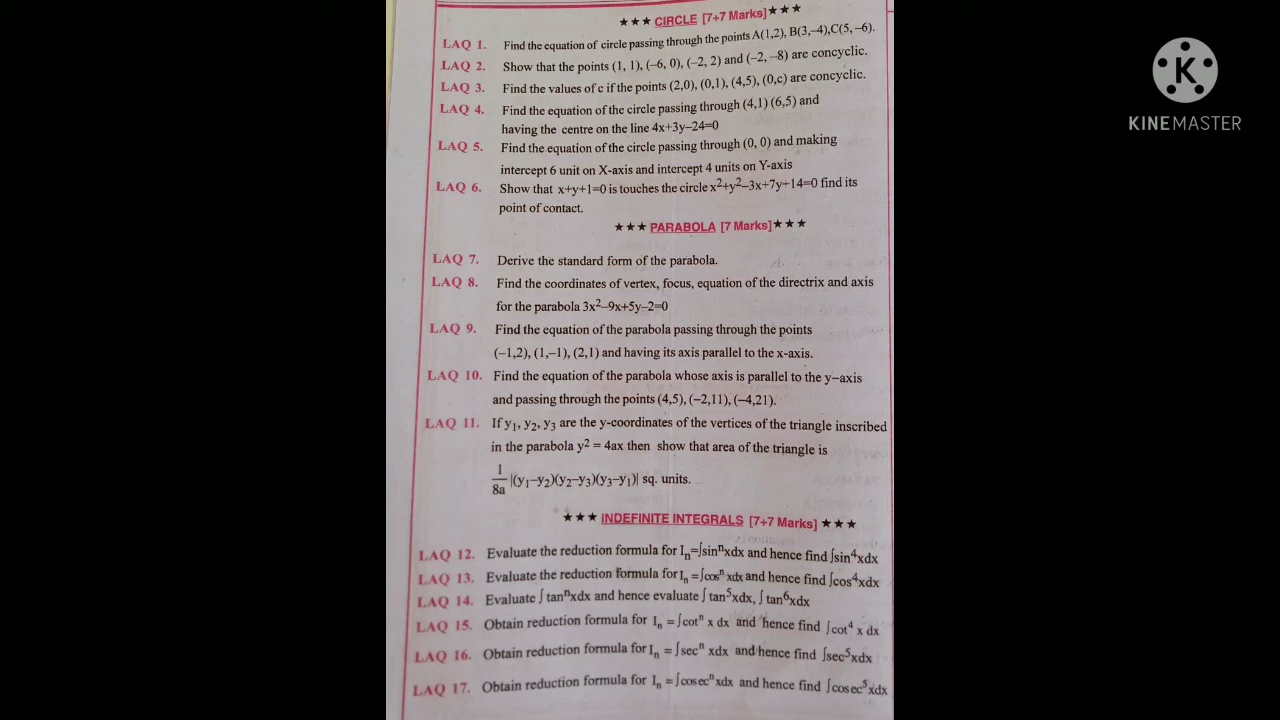 ★★★ CIRCLE [7+7 Marks]★★★
LAQ 1. Find the equation of circle passing through the points A(1,2), B(3,–4),C(5, –6).
LAQ 2. Show that the points (1, 1), (–6, 0), (–2, 2) and (–2, –8) are concyclic.
LAQ 3. Find the values of c if the points (2,0), (0,1), (4,5), (0,c) are concyclic.
LAQ 4. Find the equation of the circle passing through (4,1) (6,5) and
having the centre on the line 4x+3y–24=0
LAQ 5. Find the equation of the circle passing through (0, 0) and making
intercept 6 unit on X-axis and intercept 4 units on Y-axis
LAQ 6. Show that x+y+1=0 is touches the circle x²+y²–3x+7y+14=0 find its
point of contact.
★★★ PARABOLA [7 Marks]★★★
LAQ 7. Derive the standard form of the parabola.
LAQ 8. Find the coordinates of vertex, focus, equation of the directrix and axis
for the parabola 3x²–9x+5y–2=0
LAQ 9. Find the equation of the parabola passing through the points
(–1,2), (1,–1), (2,1) and having its axis parallel to the x-axis.
LAQ 10. Find the equation of the parabola whose axis is parallel to the y–axis
and passing through the points (4,5), (–2,11), (–4,21).
LAQ 11. If y₁, y₂, y₃ are the y-coordinates of the vertices of the triangle inscribed
in the parabola y² = 4ax then show that area of the triangle is
1/8a |(y₁–y₂)(y₂–y₃)(y₃–y₁)| sq. units.
★★★ INDEFINITE INTEGRALS [7+7 Marks] ★★★
LAQ 12. Evaluate the reduction formula for Iₙ=∫sinⁿxdx and hence find ∫sin⁴xdx
LAQ 13. Evaluate the reduction formula for Iₙ =∫cosⁿ xdx and hence find ∫cos⁴xdx
LAQ 14. Evaluate ∫ tanⁿxdx and hence evaluate ∫ tan⁵xdx, ∫ tan⁶xdx
LAQ 15. Obtain reduction formula for Iₙ = ∫cotⁿ x dx and hence find ∫cot⁴ x dx
LAQ 16. Obtain reduction formula for Iₙ = ∫secⁿ xdx and hence find ∫sec⁵xdx
LAQ 17. Obtain reduction formula for Iₙ = ∫cosecⁿxdx and hence find ∫cosec⁵xdx
K
KINEMASTER